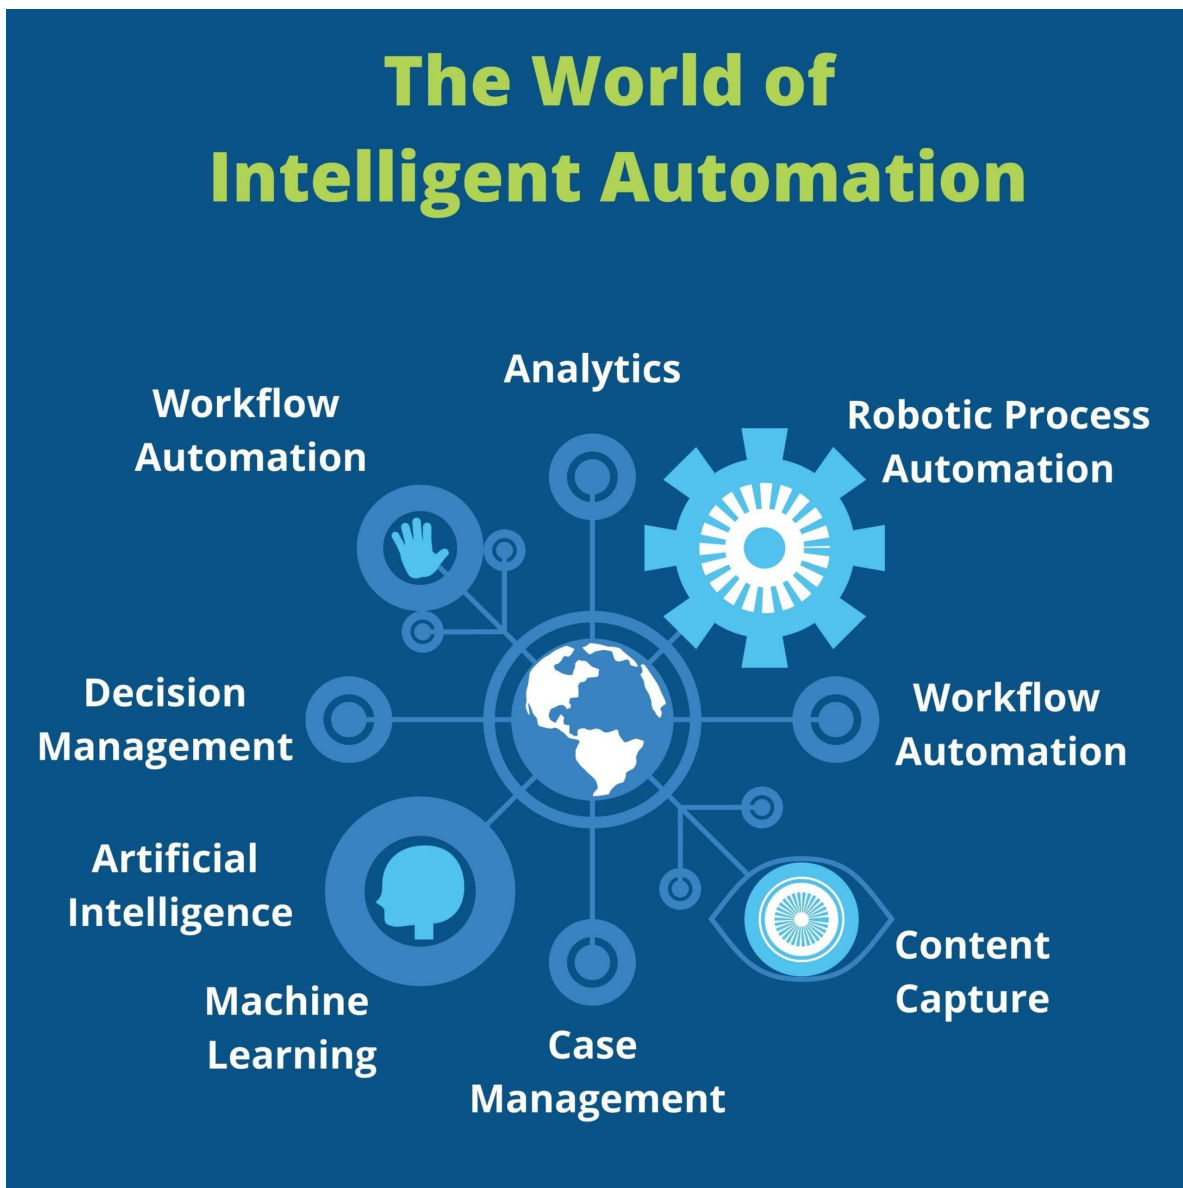 The World of
Intelligent Automation
Analytics
Workflow
Automation
Robotic Process
Automation
Decision
Management
Workflow
Automation
Artificial
Intelligence
Content
Capture
Machine
Learning
Case
Management